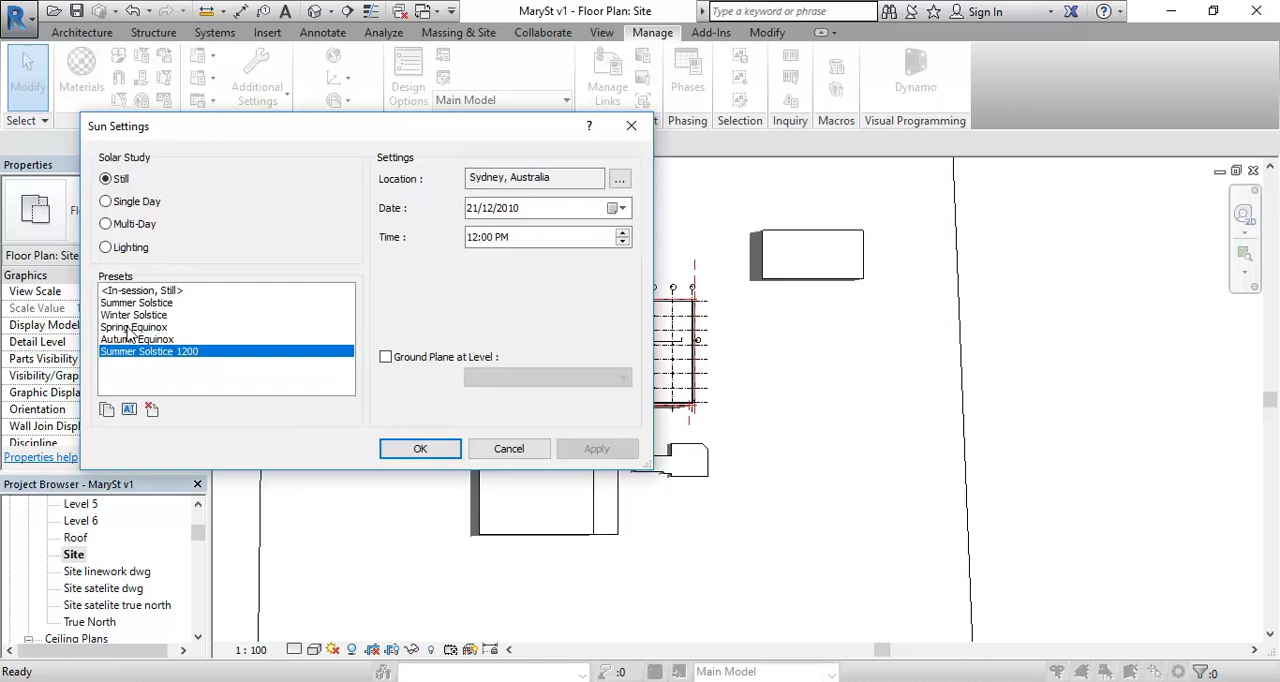 MarySt v1 - Floor Plan: Site
Type a keyword or phrase
Sign In
Architecture
Structure
Systems
Insert
Annotate
Analyze
Massing & Site
Collaborate
View
Manage
Add-Ins
Modify
Modify
Materials
Additional
Settings
Design
Options
Main Model
Manage
Links
Phases
Dynamo
Select
Phasing
Selection
Inquiry
Macros
Visual Programming
Sun Settings
?
Properties
Floor Plan: Site
Graphics
View Scale
Scale Value
Display Model
Detail Level
Parts Visibility
Visibility/Grap
Graphic Displa
Orientation
Wall Join Displ
Discipline
Properties help
Solar Study
Still
Single Day
Multi-Day
Lighting
Presets
<In-session, Still>
Summer Solstice
Winter Solstice
Spring Equinox
Autumn Equinox
Summer Solstice 1200
Settings
Location :
Sydney, Australia
...
Date :
21/12/2010
Time :
12:00 PM
Ground Plane at Level :
OK
Cancel
Apply
Project Browser - MarySt v1
Level 5
Level 6
Roof
Site
Site linework dwg
Site satelite dwg
Site satelite true north
True North
Ceiling Plans
1 : 100
Ready
:0
Main Model
:0